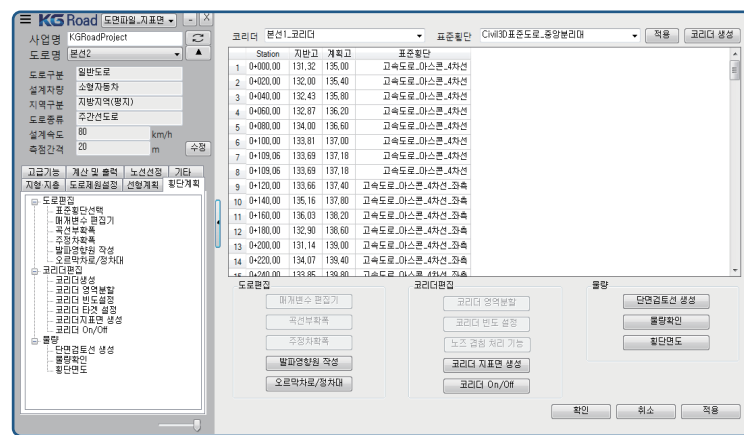 KG Road 도면파일_지표면
사업명 KGRoadProject
도로명 본선2
도로구분 일반도로
설계차량 소형자동차
지역구분 지방지역(평지)
도로종류 주간선도로
설계속도 80 km/h
측점간격 20 m 수정
고급기능 계산 및 출력 노선선정 기타
지형·지층 도로제원설정 선형계획 횡단계획
도로편집
표준횡단선택
매개변수 편집기
곡선부확폭
주정차확폭
발파영향원 작성
오르막차로/정차대
코리더편집
코리더생성
코리더 영역분할
코리더 빈도설정
코리더 타겟 설정
코리더지표면 생성
코리더 On/Off
물량
단면검토선 생성
물량확인
횡단면도
코리더 본선1_코리더 표준횡단 Civil3D표준도로_중앙분리대 적용 코리더 생성
Station 지반고 계획고 표준횡단
1 0+000,00 131,32 135,00 고속도로_아스콘_4차선
2 0+020,00 132,00 135,40 고속도로_아스콘_4차선
3 0+040,00 132,43 135,80 고속도로_아스콘_4차선
4 0+060,00 132,87 136,20 고속도로_아스콘_4차선
5 0+080,00 134,00 136,60 고속도로_아스콘_4차선
6 0+100,00 133,81 137,00 고속도로_아스콘_4차선
7 0+109,06 133,69 137,18 고속도로_아스콘_4차선
8 0+109,06 133,69 137,18 고속도로_아스콘_4차선
9 0+120,00 133,66 137,40 고속도로_아스콘_4차선_좌측
10 0+140,00 135,16 137,80 고속도로_아스콘_4차선_좌측
11 0+160,00 136,03 138,20 고속도로_아스콘_4차선_좌측
12 0+180,00 132,90 138,60 고속도로_아스콘_4차선_좌측
13 0+200,00 131,14 139,00 고속도로_아스콘_4차선_좌측
14 0+220,00 134,07 139,40 고속도로_아스콘_4차선_좌측
15 0+240,00 133,85 139,80 고속도로_아스콘_4차선_좌측
도로편집 코리더편집 물량
매개변수 편집기 코리더 영역분할 단면검토선 생성
곡선부확폭 코리더 빈도 설정 물량확인
주정차확폭 노즈 겹침 처리 기능 횡단면도
발파영향원 작성 코리더 지표면 생성
오르막차로/정차대 코리더 On/Off
확인 취소 적용